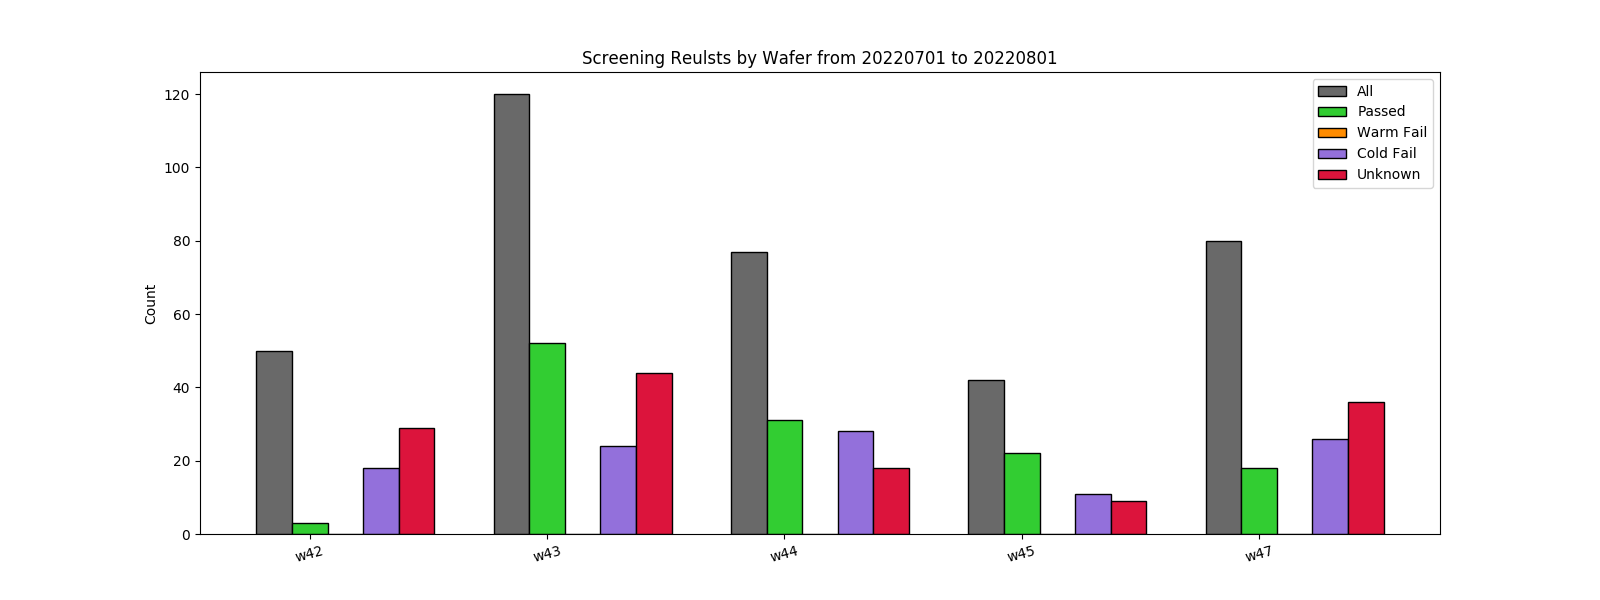 Screening Reulsts by Wafer from 20220701 to 20220801
120
100
80
60
40
20
0
Count
All
Passed
Warm Fail
Cold Fail
Unknown
w42
w43
w44
w45
w47